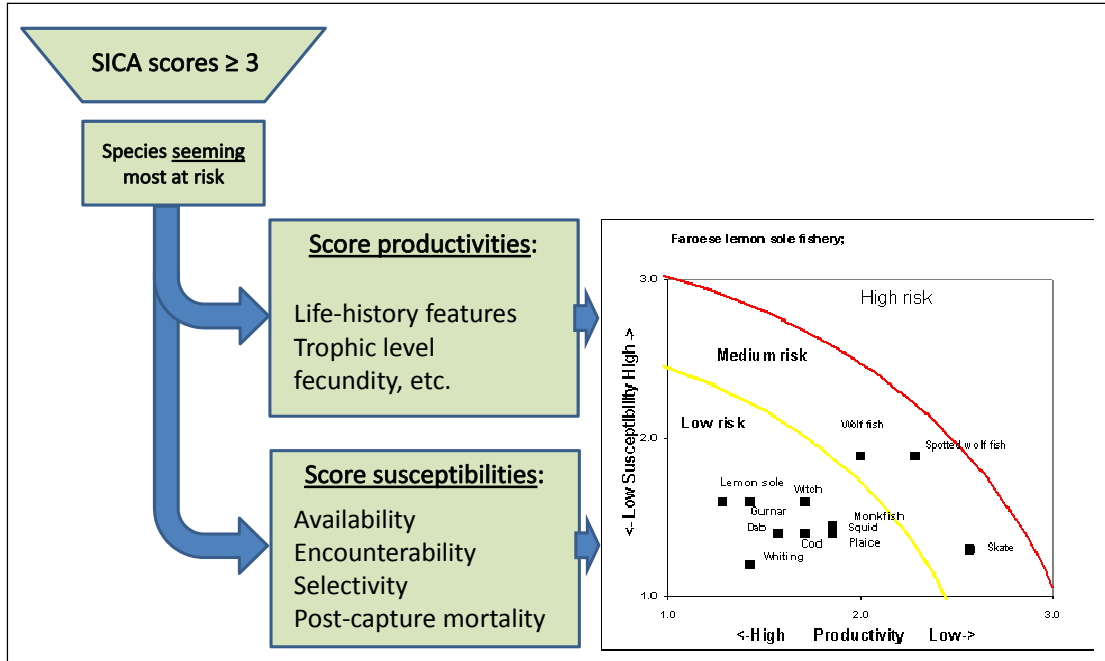 SICA scores ≥ 3
Species seeming
most at risk
Score productivities:
Life-history features
Trophic level
fecundity, etc.
Score susceptibilities:
Availability
Encounterability
Selectivity
Post-capture mortality
Faroese lemon sole fishery;
3.0
High risk
Medium risk
Low risk
Wolf fish
Spotted wolf fish
2.0
Lemon sole
Witch
Gurnar
Monkfish
Dab
Squid
Cod
Plaice
Whiting
Skate
1.0
<-Low Susceptibility High ->
1.0
2.0
3.0
<-High Productivity Low->